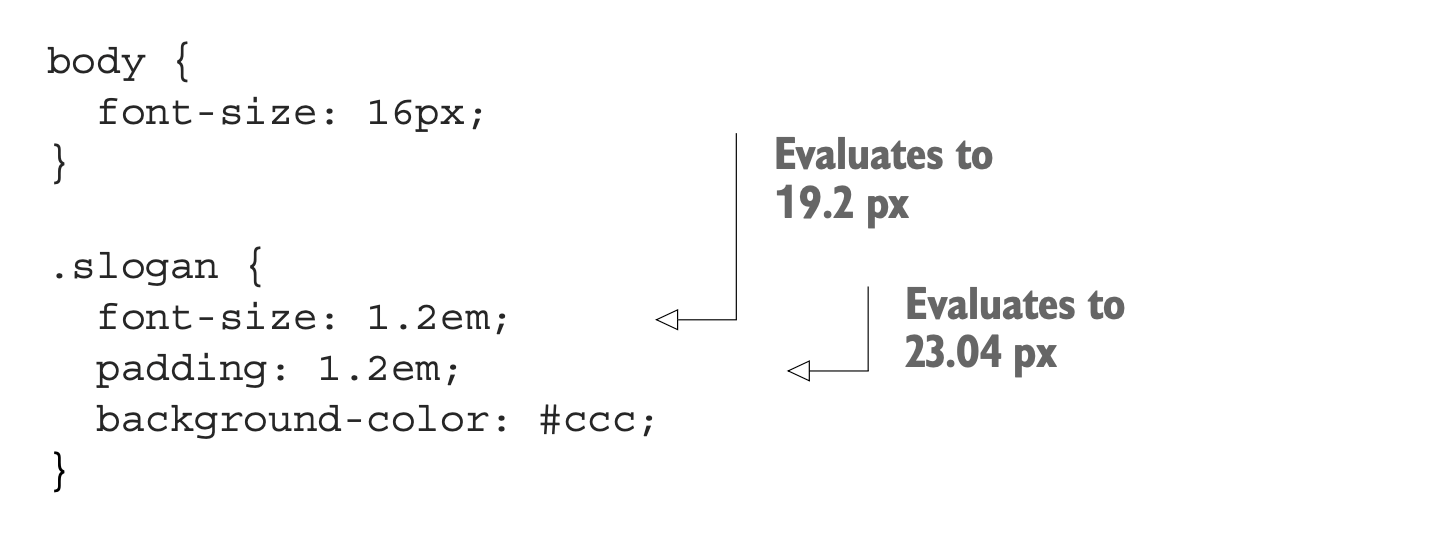 body {
  font-size: 16px;
}
Evaluates to
19.2 px
.slogan {
  font-size: 1.2em;
  padding: 1.2em;
  background-color: #ccc;
}
Evaluates to
23.04 px